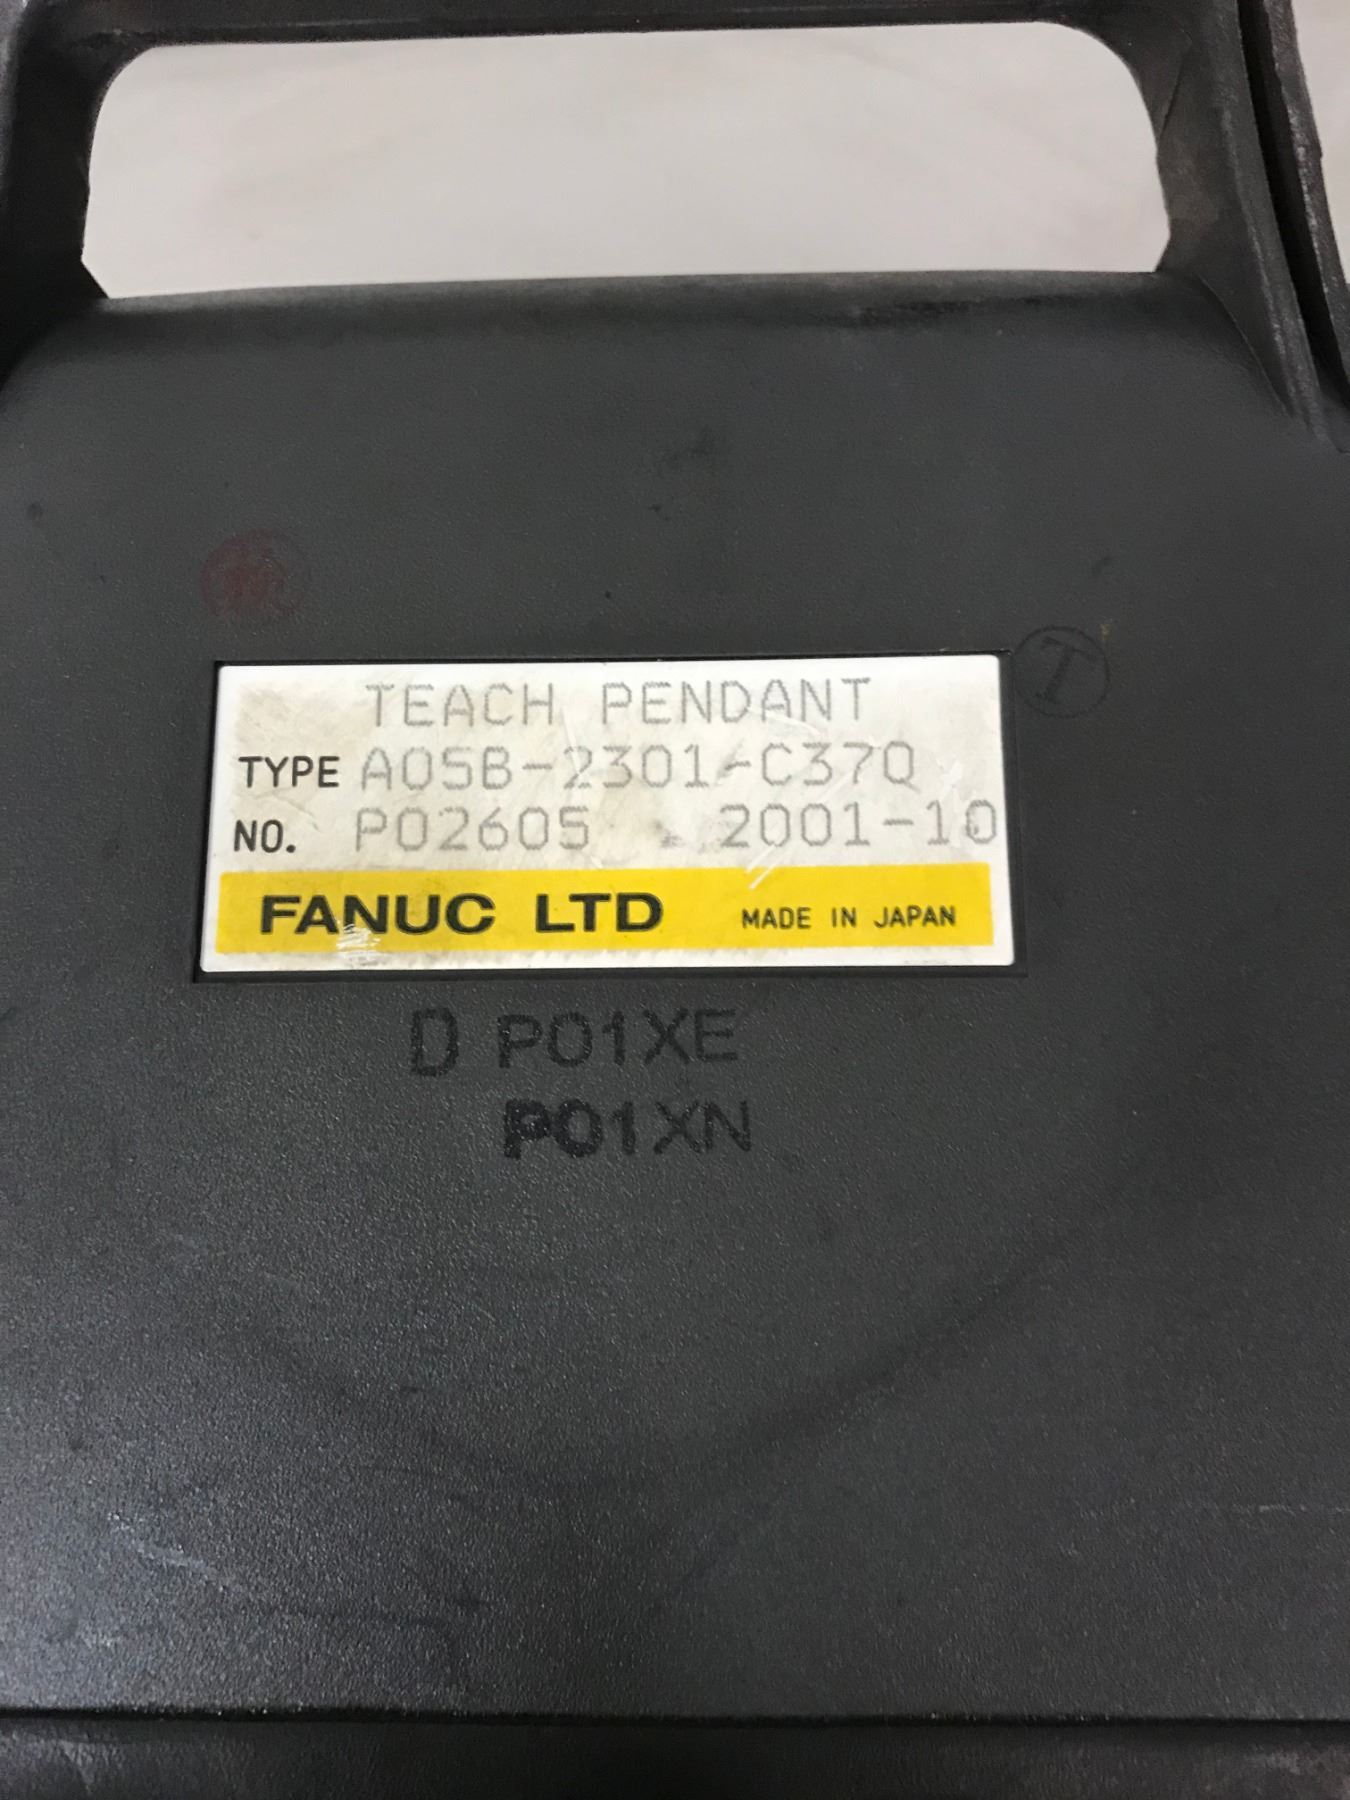 TEACH PENDANT
TYPE A05B-2301-C370
NO. P02605 2001-10
FANUC LTD MADE IN JAPAN
T
D P01XE
P01XN